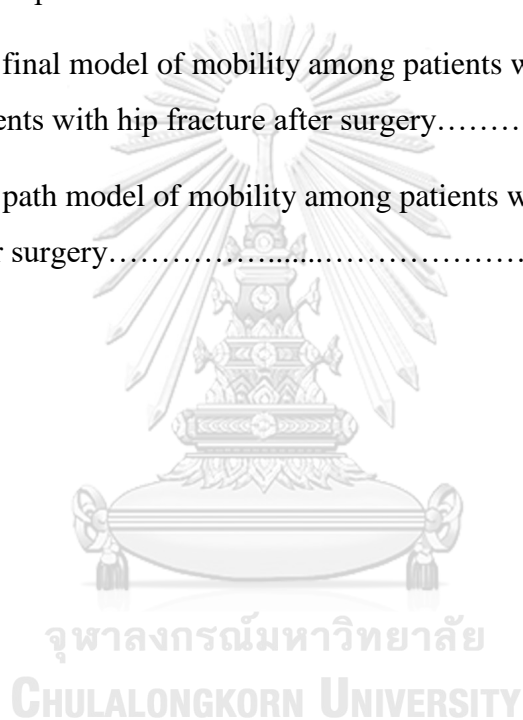 final model of mobility among patients w
ents with hip fracture after surgery………
path model of mobility among patients w
r surgery……………........…………………
จุฬาลงกรณ์มหาวิทยาลัย
CHULALONGKORN UNIVERSITY